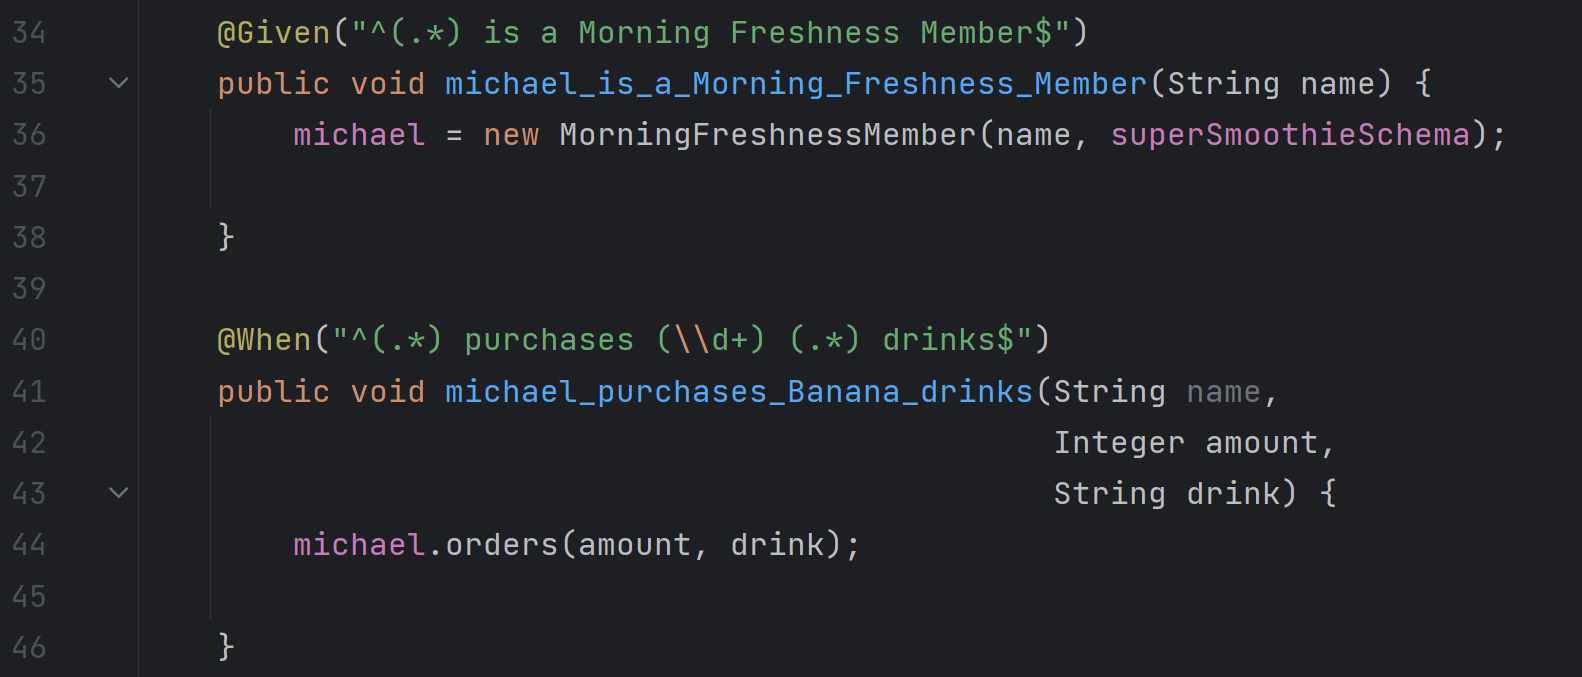 34 @Given("^(.*) is a Morning Freshness Member$")
35 public void michael_is_a_Morning_Freshness_Member(String name) {
36 michael = new MorningFreshnessMember(name, superSmoothieSchema);
37
38 }
39
40 @When("^(.*) purchases (\\d+) (.*) drinks$")
41 public void michael_purchases_Banana_drinks(String name,
42 Integer amount,
43 String drink) {
44 michael.orders(amount, drink);
45
46 }